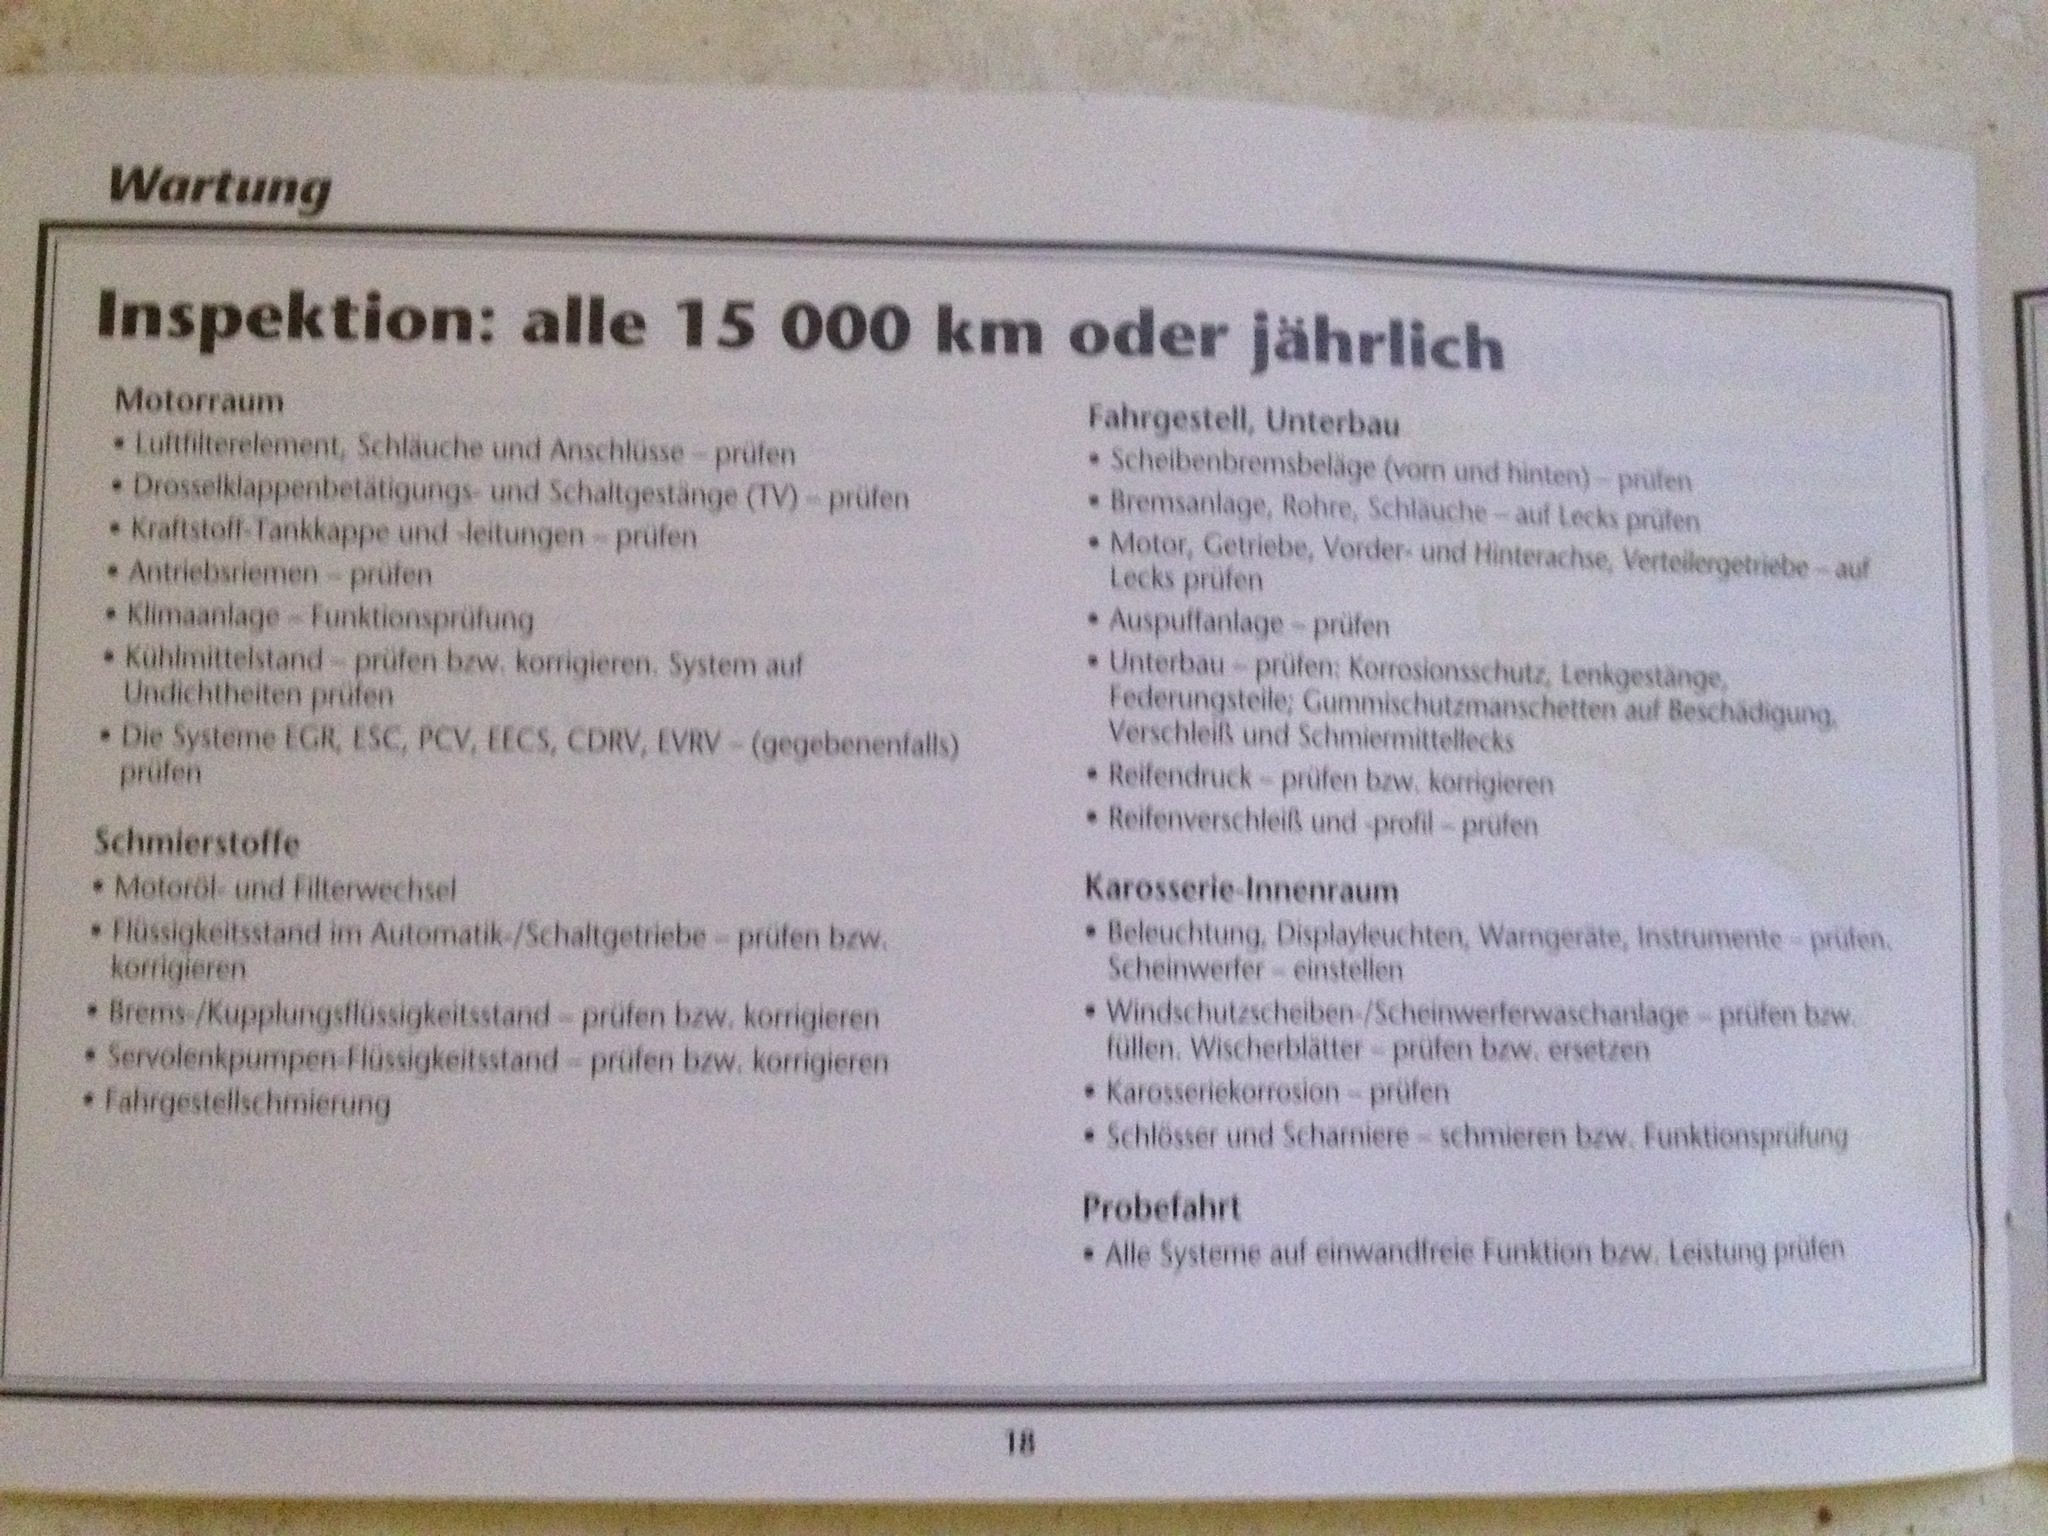 Wartung
Inspektion: alle 15 000 km oder jährlich
Motorraum
• Luftfilterelement, Schläuche und Anschlüsse – prüfen
• Drosselklappenbetätigungs- und Schaltgestänge (TV) – prüfen
• Kraftstoff-Tankkappe und -leitungen – prüfen
• Antriebsriemen – prüfen
• Klimaanlage – Funktionsprüfung
• Kühlmittelstand – prüfen bzw. korrigieren. System auf
Undichtheiten prüfen
• Die Systeme EGR, ESC, PCV, EECS, CDRV, EVRV – (gegebenenfalls)
prüfen
Schmierstoffe
• Motoröl- und Filterwechsel
• Flüssigkeitsstand im Automatik-/Schaltgetriebe – prüfen bzw.
korrigieren
• Brems-/Kupplungsflüssigkeitsstand – prüfen bzw. korrigieren
• Servolenkpumpen-Flüssigkeitsstand – prüfen bzw. korrigieren
• Fahrgestellschmierung
Fahrgestell, Unterbau
• Scheibenbremsbeläge (vorn und hinten) – prüfen
• Bremsanlage, Rohre, Schläuche – auf Lecks prüfen
• Motor, Getriebe, Vorder- und Hinterachse, Verteilergetriebe – auf
Lecks prüfen
• Auspuffanlage – prüfen
• Unterbau – prüfen: Korrosionsschutz, Lenkgestänge,
Federungsteile; Gummischutzmanschetten auf Beschädigung,
Verschleiß und Schmiermittellecks
• Reifendruck – prüfen bzw. korrigieren
• Reifenverschleiß und -profil – prüfen
Karosserie-Innenraum
• Beleuchtung, Displayleuchten, Warngeräte, Instrumente – prüfen.
Scheinwerfer – einstellen
• Windschutzscheiben-/Scheinwerferwaschanlage – prüfen bzw.
füllen. Wischerblätter – prüfen bzw. ersetzen
• Karosseriekorrosion – prüfen
• Schlösser und Scharniere – schmieren bzw. Funktionsprüfung
Probefahrt
• Alle Systeme auf einwandfreie Funktion bzw. Leistung prüfen
18